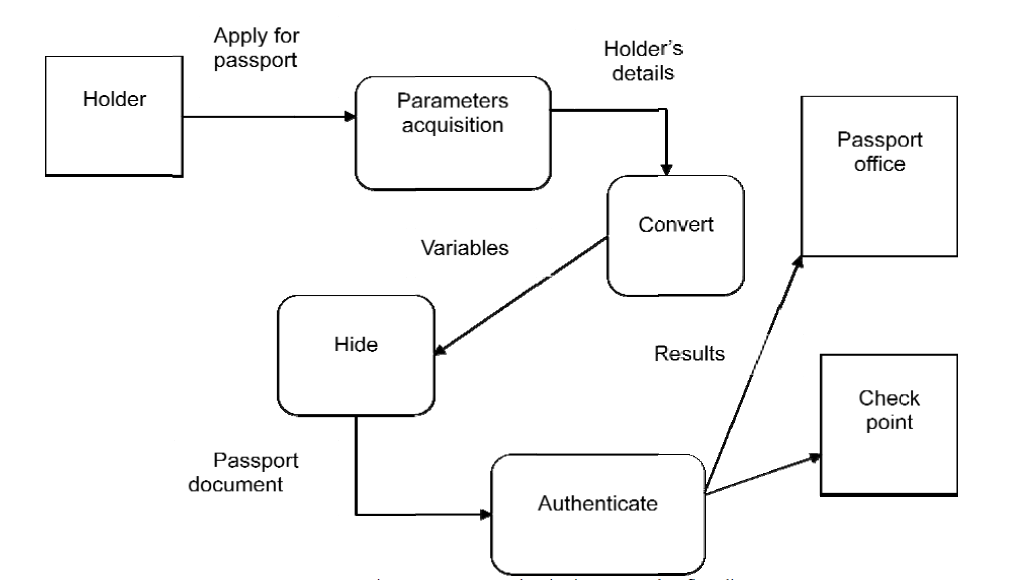 Apply for
passport
Holder's
details
Holder
Parameters
acquisition
Passport
office
Convert
Variables
Hide
Results
Check
point
Passport
document
Authenticate